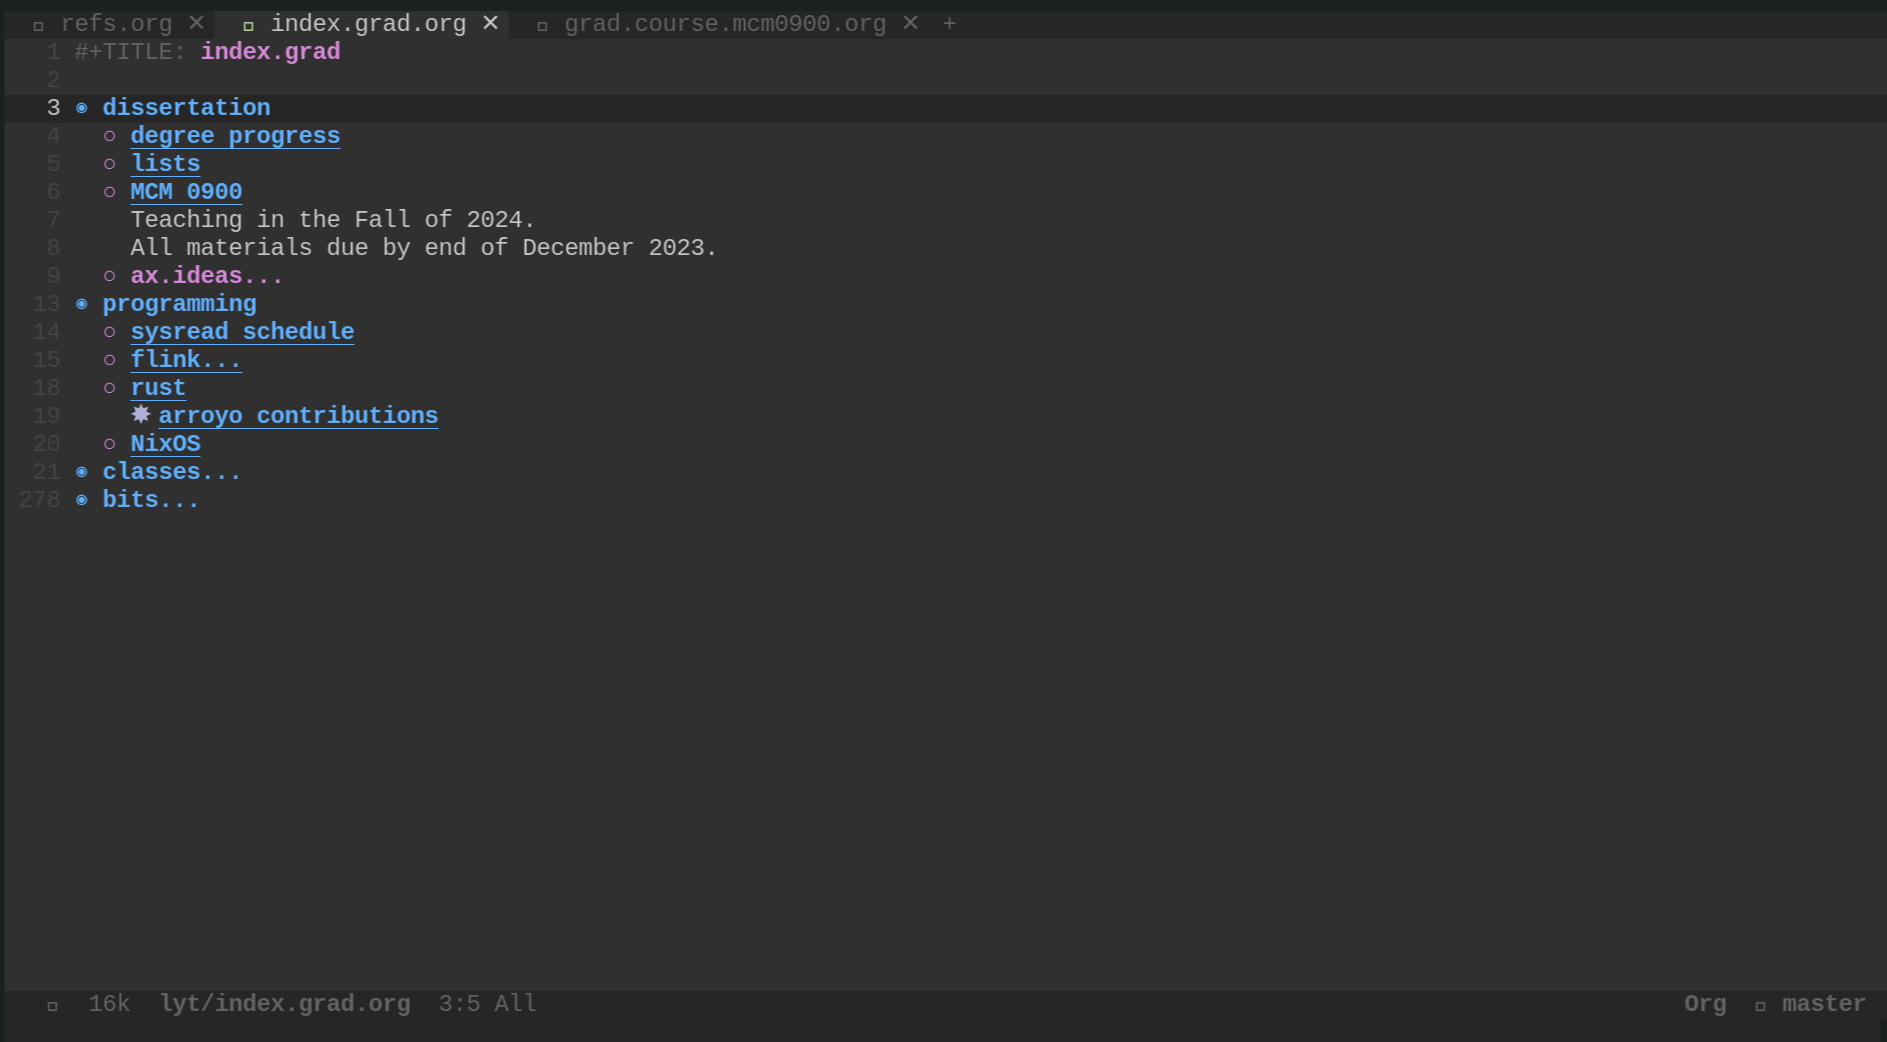 refs.org × index.grad.org × grad.course.mcm0900.org × +
1 #+TITLE: index.grad
2
3 ◉ dissertation
4 ○ degree progress
5 ○ lists
6 ○ MCM 0900
7 Teaching in the Fall of 2024.
8 All materials due by end of December 2023.
9 ○ ax.ideas...
13 ◉ programming
14 ○ sysread schedule
15 ○ flink...
18 ○ rust
19 ✸ arroyo contributions
20 ○ NixOS
21 ◉ classes...
278 ◉ bits...
16k lyt/index.grad.org 3:5 All Org master